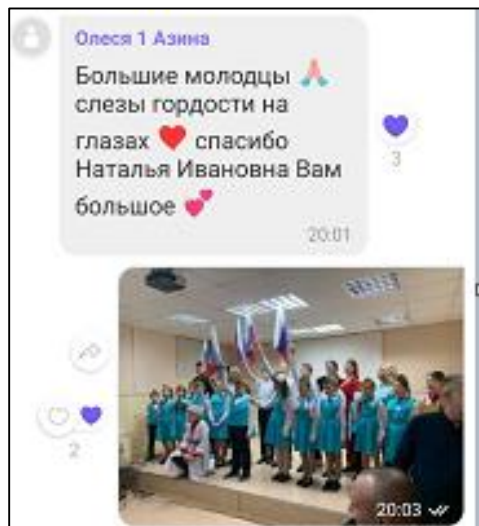 Олеся 1 Азина
Большие молодцы 🙏
слезы гордости на
глазах ❤️ спасибо
Наталья Ивановна Вам
большое 💕
20:01
3
2
20:03